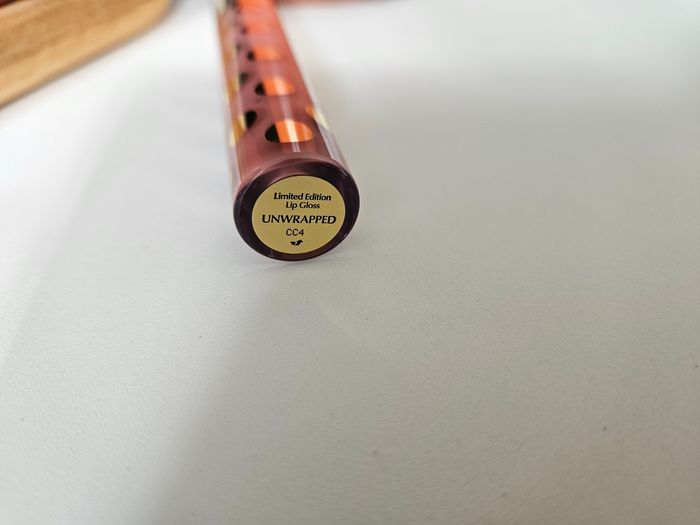 Limited Edition
Lip Gloss
UNWRAPPED
CC4